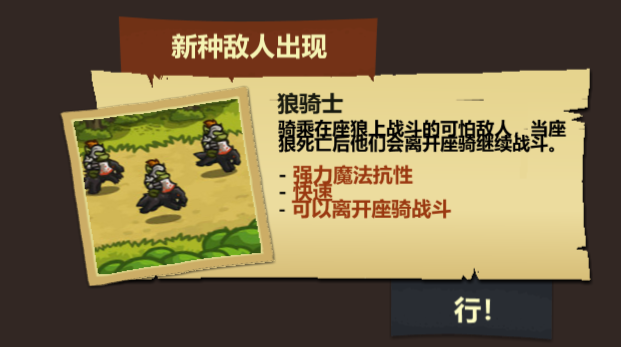 新种敌人出现
狼骑士
骑乘在座狼上战斗的可怕敌人，当座
狼死亡后他们会离开座骑继续战斗。
- 强力魔法抗性
- 快速
- 可以离开座骑战斗
行!